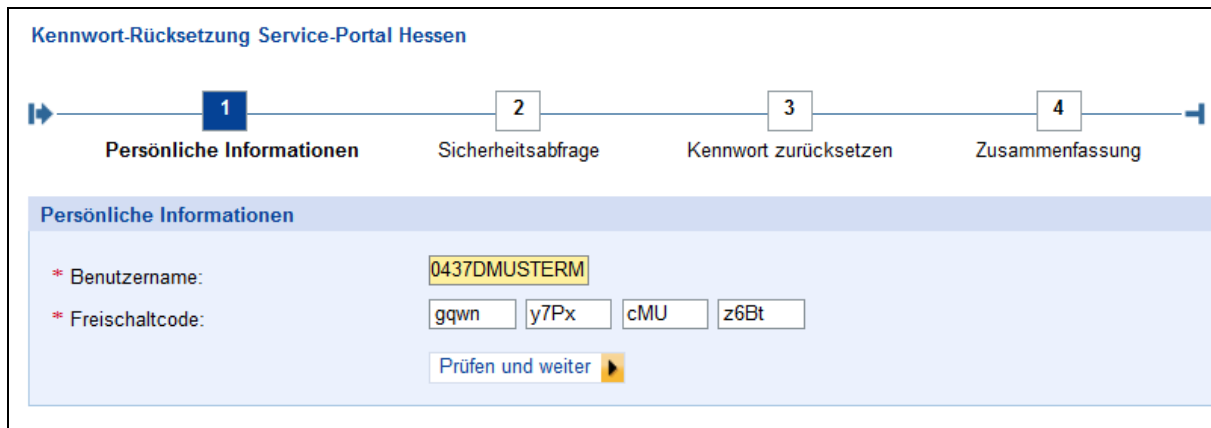 Kennwort-Rücksetzung Service-Portal Hessen
1 2 3 4
Persönliche Informationen Sicherheitsabfrage Kennwort zurücksetzen Zusammenfassung
Persönliche Informationen
* Benutzername: 0437DMUSTERM
* Freischaltcode: gqwn y7Px cMU z6Bt
Prüfen und weiter